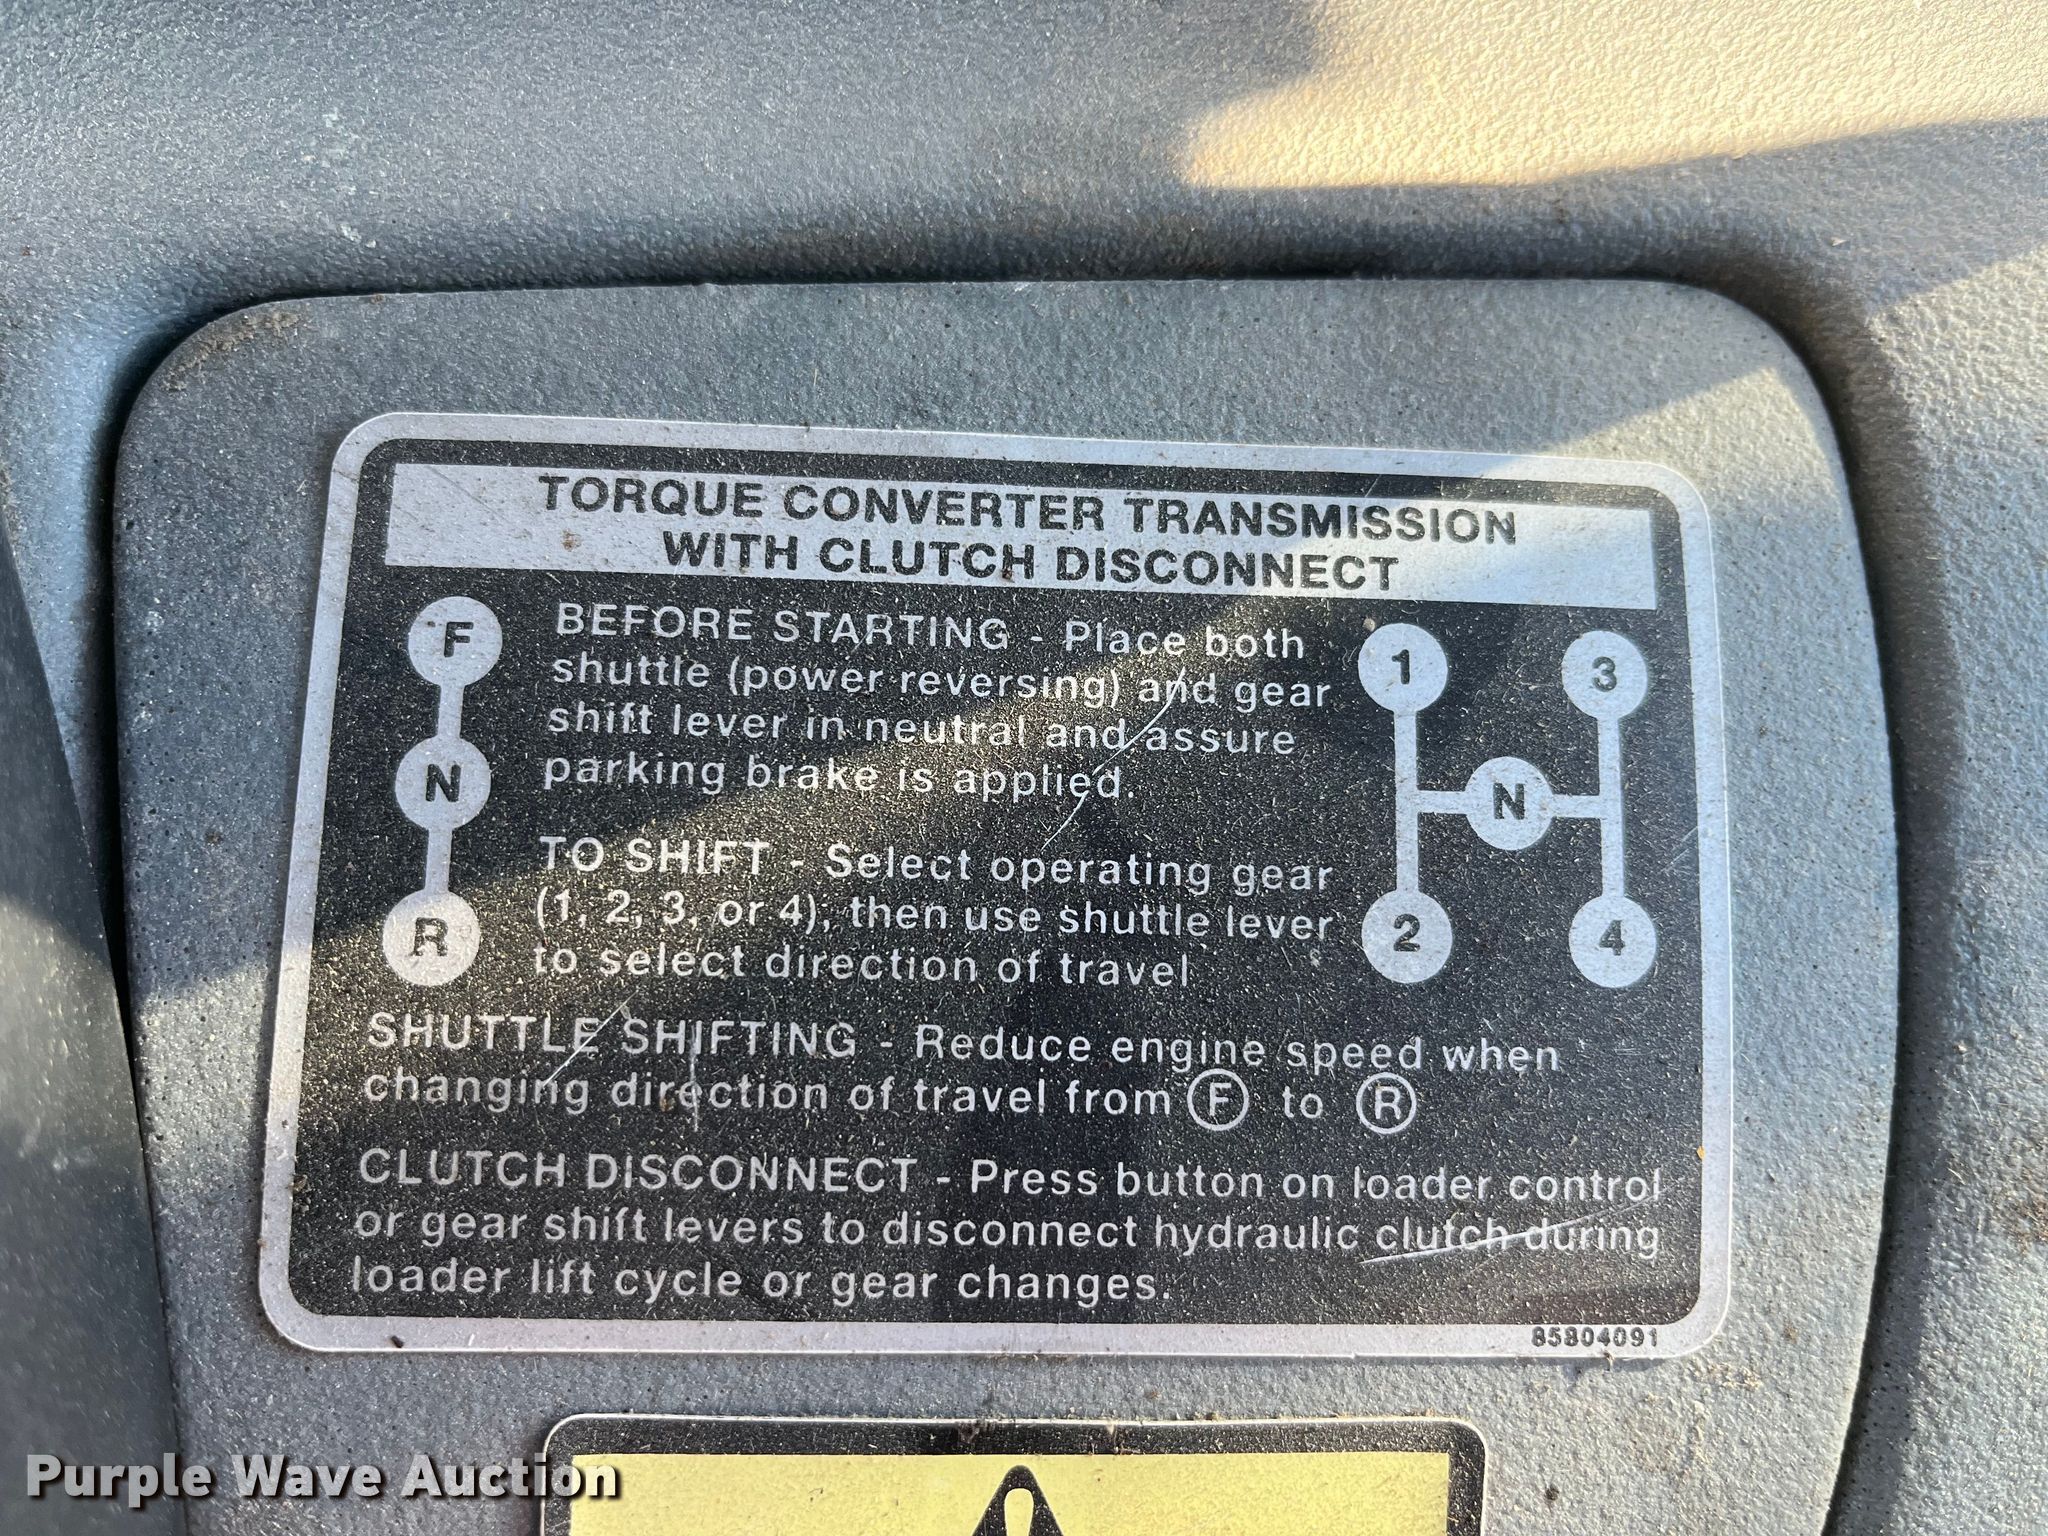 TORQUE CONVERTER TRANSMISSION
WITH CLUTCH DISCONNECT
F
N
R
BEFORE STARTING - Place both
shuttle (power reversing) and gear
shift lever in neutral and assure
parking brake is applied.
TO SHIFT - Select operating gear
(1, 2, 3, or 4), then use shuttle lever
to select direction of travel
1 3
N
2 4
SHUTTLE SHIFTING - Reduce engine speed when
changing direction of travel from Ⓕ to Ⓡ
CLUTCH DISCONNECT - Press button on loader control
or gear shift levers to disconnect hydraulic clutch during
loader lift cycle or gear changes.
85804091
Purple Wave Auction